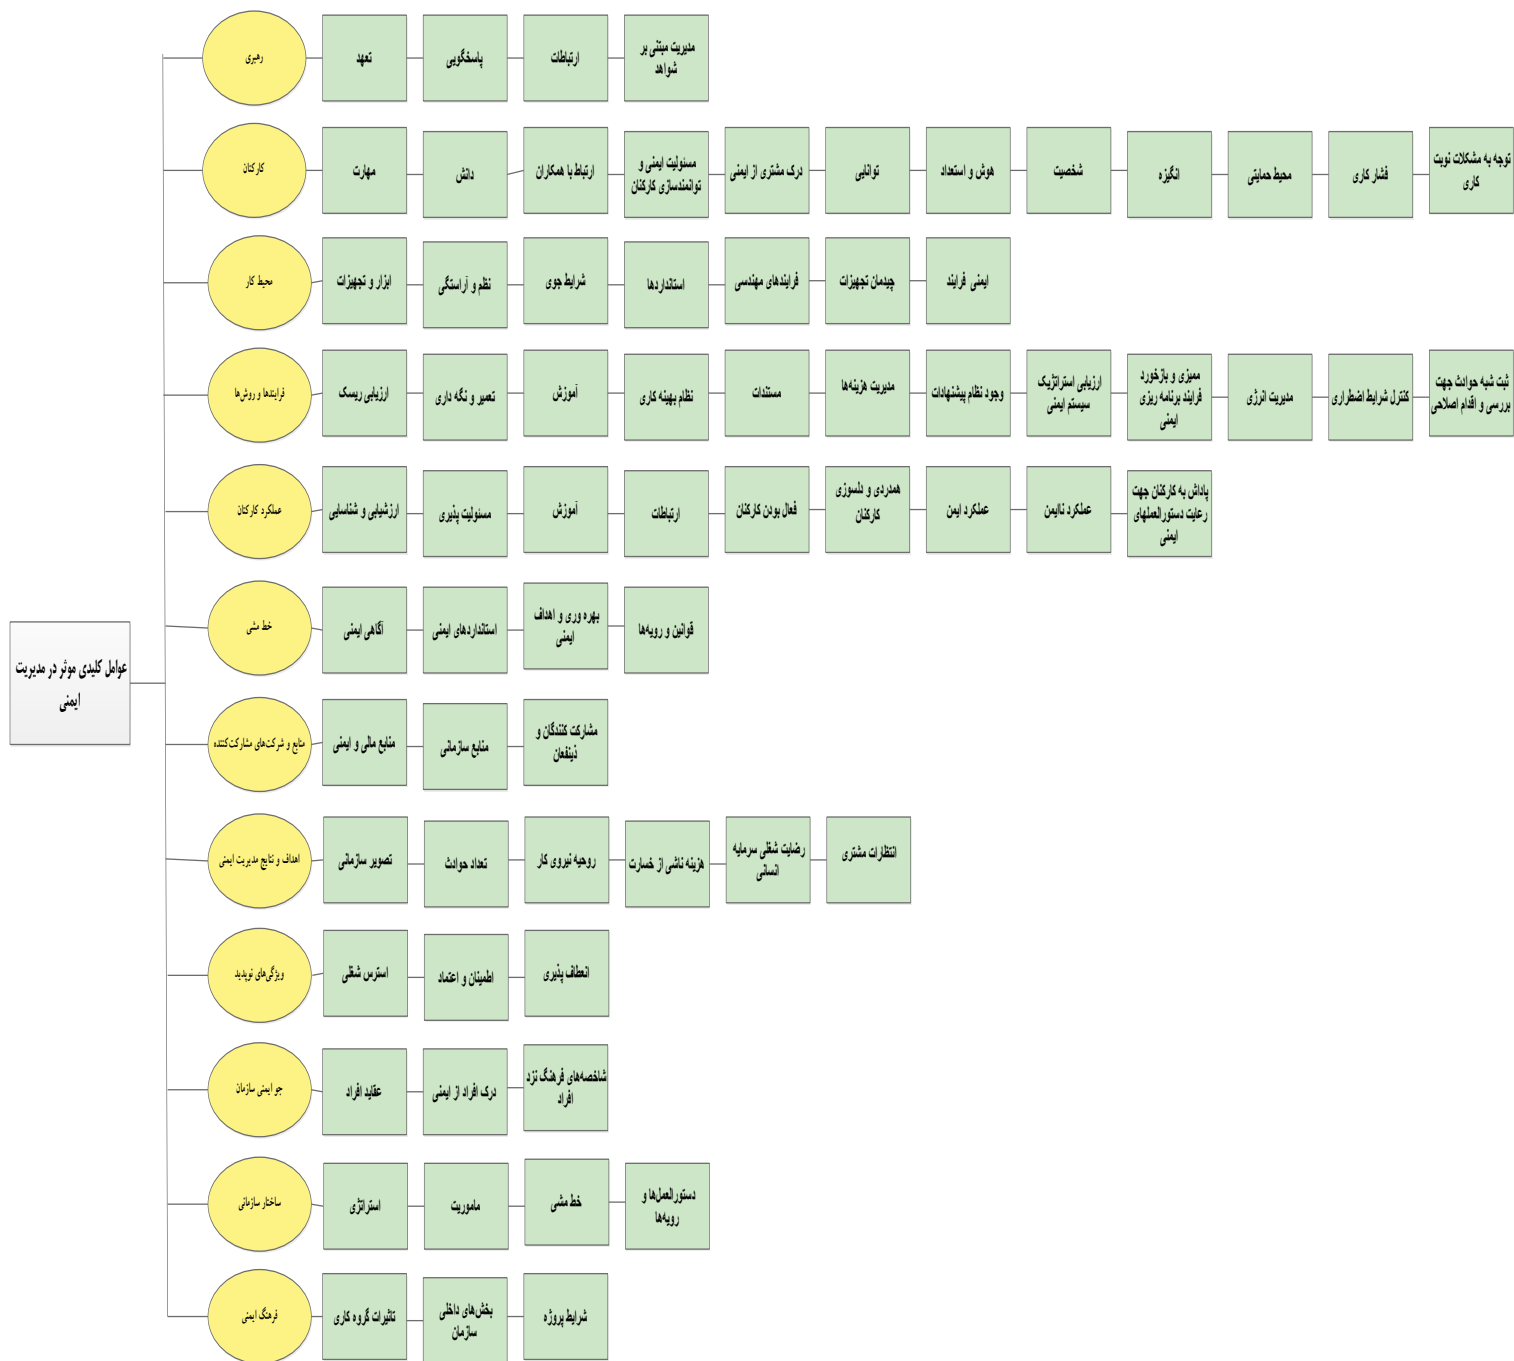 رهبری
تعهد
پاسخگویی
ارتباطات
مدیریت مبتنی بر
شواهد
کارکنان
مهارت
دانش
ارتباط با همکاران
مسئولیت ایمنی و
توانمندسازی کارکنان
درک مشتری از ایمنی
توانایی
هوش و استعداد
شخصیت
انگیزه
محیط حمایتی
فشار کاری
توجه به مشکلات نوبت
کاری
محیط کار
ابزار و تجهیزات
نظم و آراستگی
شرایط جوی
استانداردها
فرایندهای مهندسی
چیدمان تجهیزات
ایمنی فرایند
فرایندها و روش‌ها
ارزیابی ریسک
تعمیر و نگه داری
آموزش
نظام بهینه کاری
مستندات
مدیریت هزینه‌ها
وجود نظام پیشنهادات
ارزیابی استراتژیک
سیستم ایمنی
ممیزی و بازخورد
فرایند برنامه ریزی
ایمنی
مدیریت انرژی
کنترل شرایط اضطراری
ثبت شبه حوادث جهت
بررسی و اقدام اصلاحی
عملکرد کارکنان
ارزشیابی و شناسایی
مسئولیت پذیری
آموزش
ارتباطات
فعال بودن کارکنان
همدردی و دلسوزی
کارکنان
عملکرد ایمن
عملکرد ناایمن
پاداش به کارکنان جهت
رعایت دستورالعملهای
ایمنی
خط مشی
آگاهی ایمنی
استانداردهای ایمنی
بهره وری و اهداف
ایمنی
قوانین و رویه‌ها
عوامل کلیدی موثر در مدیریت
ایمنی
منابع و شرکت‌های مشارکت‌کننده
منابع مالی و ایمنی
منابع سازمانی
مشارکت کنندگان و
ذینفعان
اهداف و نتایج مدیریت ایمنی
تصویر سازمانی
تعداد حوادث
روحیه نیروی کار
هزینه ناشی از خسارت
رضایت شغلی سرمایه
انسانی
انتظارات مشتری
ویژگی‌های نوپدید
استرس شغلی
اطمینان و اعتماد
انعطاف پذیری
جو ایمنی سازمان
عقاید افراد
درک افراد از ایمنی
شاخصه‌های فرهنگ نزد
افراد
ساختار سازمانی
استراتژی
ماموریت
خط مشی
دستورالعمل‌ها و
رویه‌ها
فرهنگ ایمنی
تاثیرات گروه کاری
بخش‌های داخلی
سازمان
شرایط پروژه